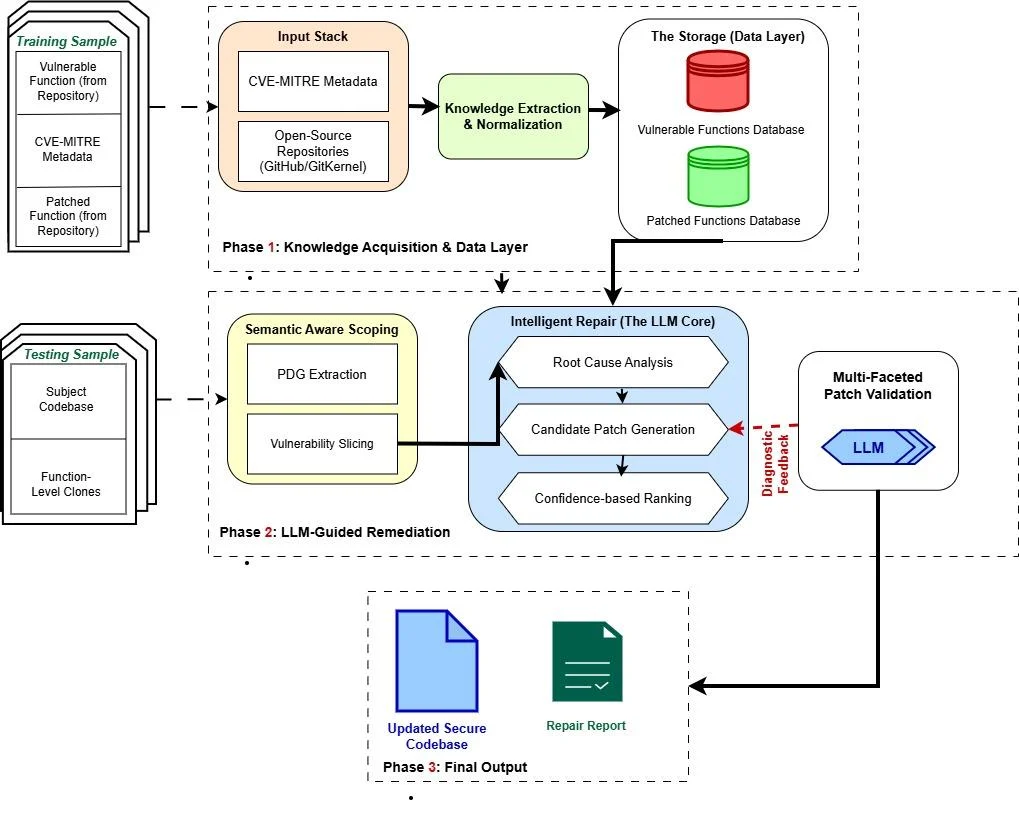 Training Sample
Vulnerable
Function (from
Repository)
CVE-MITRE
Metadata
Patched
Function (from
Repository)
Input Stack
CVE-MITRE Metadata
Open-Source
Repositories
(GitHub/GitKernel)
Knowledge Extraction
& Normalization
The Storage (Data Layer)
Vulnerable Functions Database
Patched Functions Database
Phase 1: Knowledge Acquisition & Data Layer
Testing Sample
Subject
Codebase
Function-
Level Clones
Semantic Aware Scoping
PDG Extraction
Vulnerability Slicing
Intelligent Repair (The LLM Core)
Root Cause Analysis
Candidate Patch Generation
Confidence-based Ranking
Diagnostic
Feedback
Multi-Faceted
Patch Validation
LLM
Phase 2: LLM-Guided Remediation
Updated Secure
Codebase
Repair Report
Phase 3: Final Output